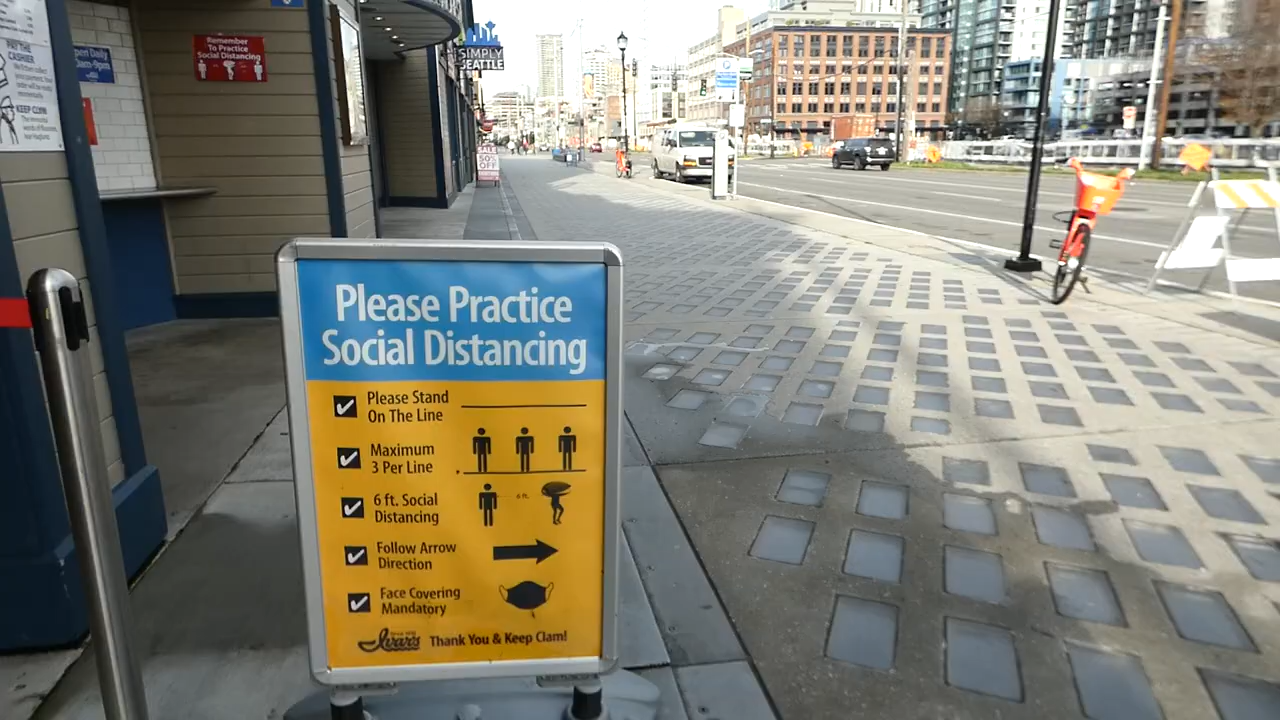 PAY THE
CASHIER
KEEP CLAM
Open Daily
Remember
To Practice
Social Distancing
SIMPLY
SEATTLE
50%
Please Practice
Social Distancing
Please Stand
On The Line
Maximum
3 Per Line
6 ft. Social
Distancing
6 ft.
Follow Arrow
Direction
Face Covering
Mandatory
Ivar's
Thank You & Keep Clam!